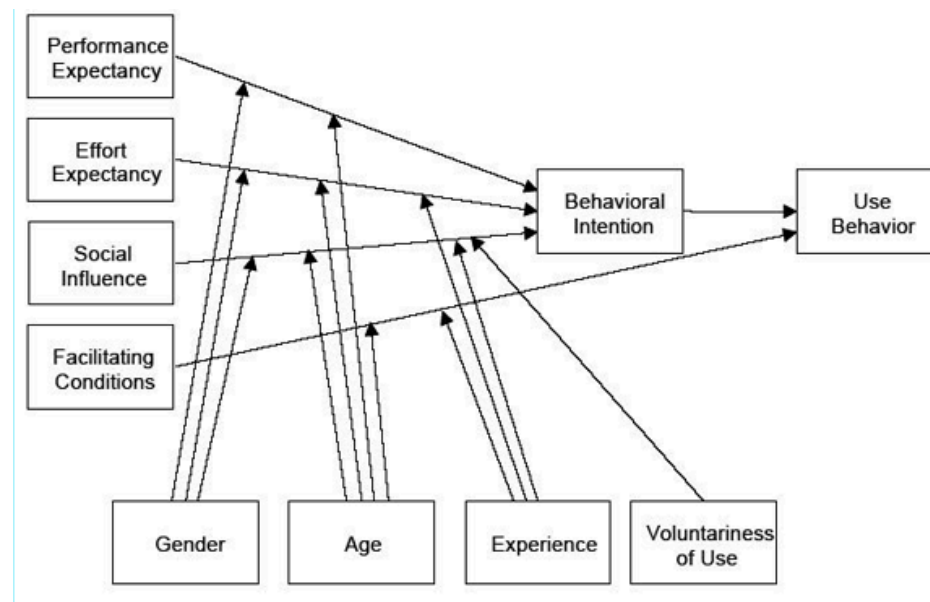 Performance
Expectancy
Effort
Expectancy
Social
Influence
Facilitating
Conditions
Behavioral
Intention
Use
Behavior
Gender
Age
Experience
Voluntariness
of Use